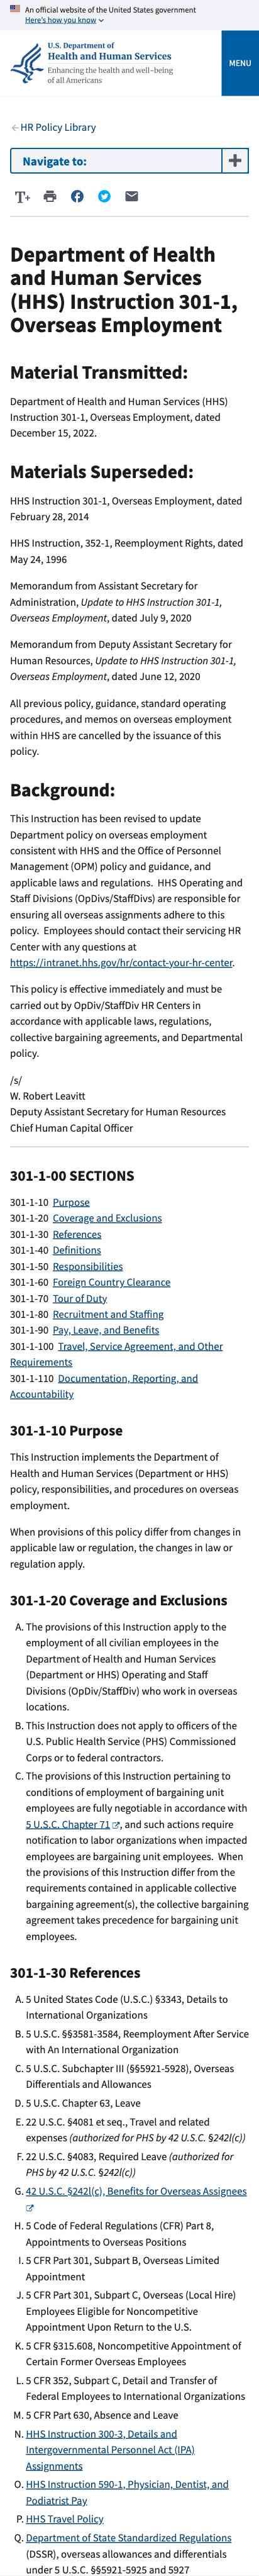 An official website of the United States government
Here's how you know
U.S. Department of
Health and Human Services
Enhancing the health and well-being
of all Americans
MENU
HR Policy Library
Navigate to:
T+
Department of Health
and Human Services
(HHS) Instruction 301-1,
Overseas Employment
Material Transmitted:
Department of Health and Human Services (HHS)
Instruction 301-1, Overseas Employment, dated
December 15, 2022.
Materials Superseded:
HHS Instruction 301-1, Overseas Employment, dated
February 28, 2014
HHS Instruction, 352-1, Reemployment Rights, dated
May 24, 1996
Memorandum from Assistant Secretary for
Administration, Update to HHS Instruction 301-1,
Overseas Employment, dated July 9, 2020
Memorandum from Deputy Assistant Secretary for
Human Resources, Update to HHS Instruction 301-1,
Overseas Employment, dated June 12, 2020
All previous policy, guidance, standard operating
procedures, and memos on overseas employment
within HHS are cancelled by the issuance of this
policy.
Background:
This Instruction has been revised to update
Department policy on overseas employment
consistent with HHS and the Office of Personnel
Management (OPM) policy and guidance, and
applicable laws and regulations.  HHS Operating and
Staff Divisions (OpDivs/StaffDivs) are responsible for
ensuring all overseas assignments adhere to this
policy.  Employees should contact their servicing HR
Center with any questions at
https://intranet.hhs.gov/hr/contact-your-hr-center.
This policy is effective immediately and must be
carried out by OpDiv/StaffDiv HR Centers in
accordance with applicable laws, regulations,
collective bargaining agreements, and Departmental
policy.
/s/
W. Robert Leavitt
Deputy Assistant Secretary for Human Resources
Chief Human Capital Officer
301-1-00 SECTIONS
301-1-10  Purpose
301-1-20  Coverage and Exclusions
301-1-30  References
301-1-40  Definitions
301-1-50  Responsibilities
301-1-60  Foreign Country Clearance
301-1-70  Tour of Duty
301-1-80  Recruitment and Staffing
301-1-90  Pay, Leave, and Benefits
301-1-100  Travel, Service Agreement, and Other
Requirements
301-1-110  Documentation, Reporting, and
Accountability
301-1-10 Purpose
This Instruction implements the Department of
Health and Human Services (Department or HHS)
policy, responsibilities, and procedures on overseas
employment.
When provisions of this policy differ from changes in
applicable law or regulation, the changes in law or
regulation apply.
301-1-20 Coverage and Exclusions
A. The provisions of this Instruction apply to the
employment of all civilian employees in the
Department of Health and Human Services
(Department or HHS) Operating and Staff
Divisions (OpDiv/StaffDiv) who work in overseas
locations.
B. This Instruction does not apply to officers of the
U.S. Public Health Service (PHS) Commissioned
Corps or to federal contractors.
C. The provisions of this Instruction pertaining to
conditions of employment of bargaining unit
employees are fully negotiable in accordance with
5 U.S.C. Chapter 71, and such actions require
notification to labor organizations when impacted
employees are bargaining unit employees.  When
the provisions of this Instruction differ from the
requirements contained in applicable collective
bargaining agreement(s), the collective bargaining
agreement takes precedence for bargaining unit
employees.
301-1-30 References
A. 5 United States Code (U.S.C.) §3343, Details to
International Organizations
B. 5 U.S.C. §§3581-3584, Reemployment After Service
with An International Organization
C. 5 U.S.C. Subchapter III (§§5921-5928), Overseas
Differentials and Allowances
D. 5 U.S.C. Chapter 63, Leave
E. 22 U.S.C. §4081 et seq., Travel and related
expenses (authorized for PHS by 42 U.S.C. §242l(c))
F. 22 U.S.C. §4083, Required Leave (authorized for
PHS by 42 U.S.C. §242l(c))
G. 42 U.S.C. §242l(c), Benefits for Overseas Assignees
H. 5 Code of Federal Regulations (CFR) Part 8,
Appointments to Overseas Positions
I. 5 CFR Part 301, Subpart B, Overseas Limited
Appointment
J. 5 CFR Part 301, Subpart C, Overseas (Local Hire)
Employees Eligible for Noncompetitive
Appointment Upon Return to the U.S.
K. 5 CFR §315.608, Noncompetitive Appointment of
Certain Former Overseas Employees
L. 5 CFR 352, Subpart C, Detail and Transfer of
Federal Employees to International Organizations
M. 5 CFR Part 630, Absence and Leave
N. HHS Instruction 300-3, Details and
Intergovernmental Personnel Act (IPA)
Assignments
O. HHS Instruction 590-1, Physician, Dentist, and
Podiatrist Pay
P. HHS Travel Policy
Q. Department of State Standardized Regulations
(DSSR), overseas allowances and differentials
under 5 U.S.C. §§5921-5925 and 5927